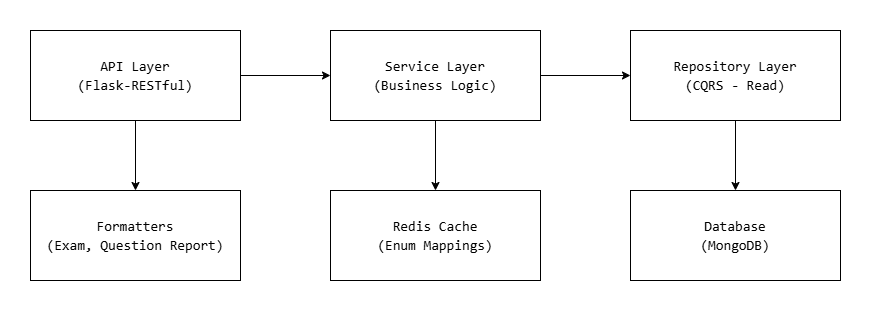 API Layer
(Flask-RESTful)
Service Layer
(Business Logic)
Repository Layer
(CQRS - Read)
Formatters
(Exam, Question Report)
Redis Cache
(Enum Mappings)
Database
(MongoDB)